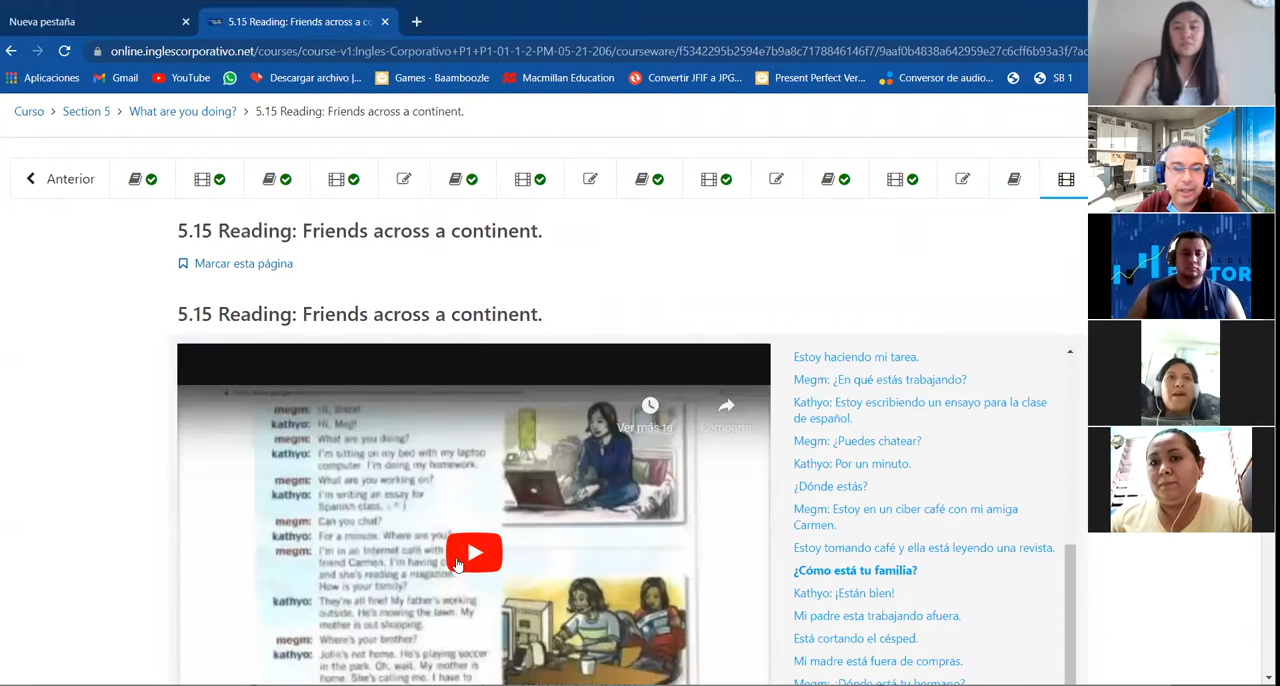 Nueva pestaña
5.15 Reading: Friends across a co
online.inglescorporativo.net/courses/course-v1:Ingles-Corporativo+P1+P1-01-1-2-PM-05-21-206/courseware/f5342295b2594e7b9a8c7178846146f7/9aaf0b4838a642959e27c6cff6b93a3f/?ac
Aplicaciones
Gmail
YouTube
Descargar archivo |...
Games - Baamboozle
Macmillan Education
Convertir JFIF a JPG...
Present Perfect Ver...
Conversor de audio...
SB 1
Curso > Section 5 > What are you doing? > 5.15 Reading: Friends across a continent.
Anterior
5.15 Reading: Friends across a continent.
Marcar esta página
5.15 Reading: Friends across a continent.
megm: Hi, there!
kathyo: Hi, Meg!
megm: What are you doing?
kathyo: I'm sitting on my bed with my laptop
computer. I'm doing my homework.
megm: What are you working on?
kathyo: I'm writing an essay for
Spanish class.
megm: Can you chat?
kathyo: For a minute. Where are you?
megm: I'm in an Internet café with
friend Carmen. I'm having
and she's reading a magazine.
How is your family?
kathyo: They're all fine! My father's working
outside. He's mowing the lawn. My
mother is out shopping.
megm: Where's your brother?
kathyo: John's not home. He's playing soccer
in the park. Oh, wait. My mother is
home. She's calling me. I have to
Ver más ta...
Compartir
Estoy haciendo mi tarea.
Megm: ¿En qué estás trabajando?
Kathyo: Estoy escribiendo un ensayo para la clase
de español.
Megm: ¿Puedes chatear?
Kathyo: Por un minuto.
¿Dónde estás?
Megm: Estoy en un ciber café con mi amiga
Carmen.
Estoy tomando café y ella está leyendo una revista.
¿Cómo está tu familia?
Kathyo: ¡Están bien!
Mi padre esta trabajando afuera.
Está cortando el césped.
Mi madre está fuera de compras.
Megm: ¿Dónde está tu hermano?